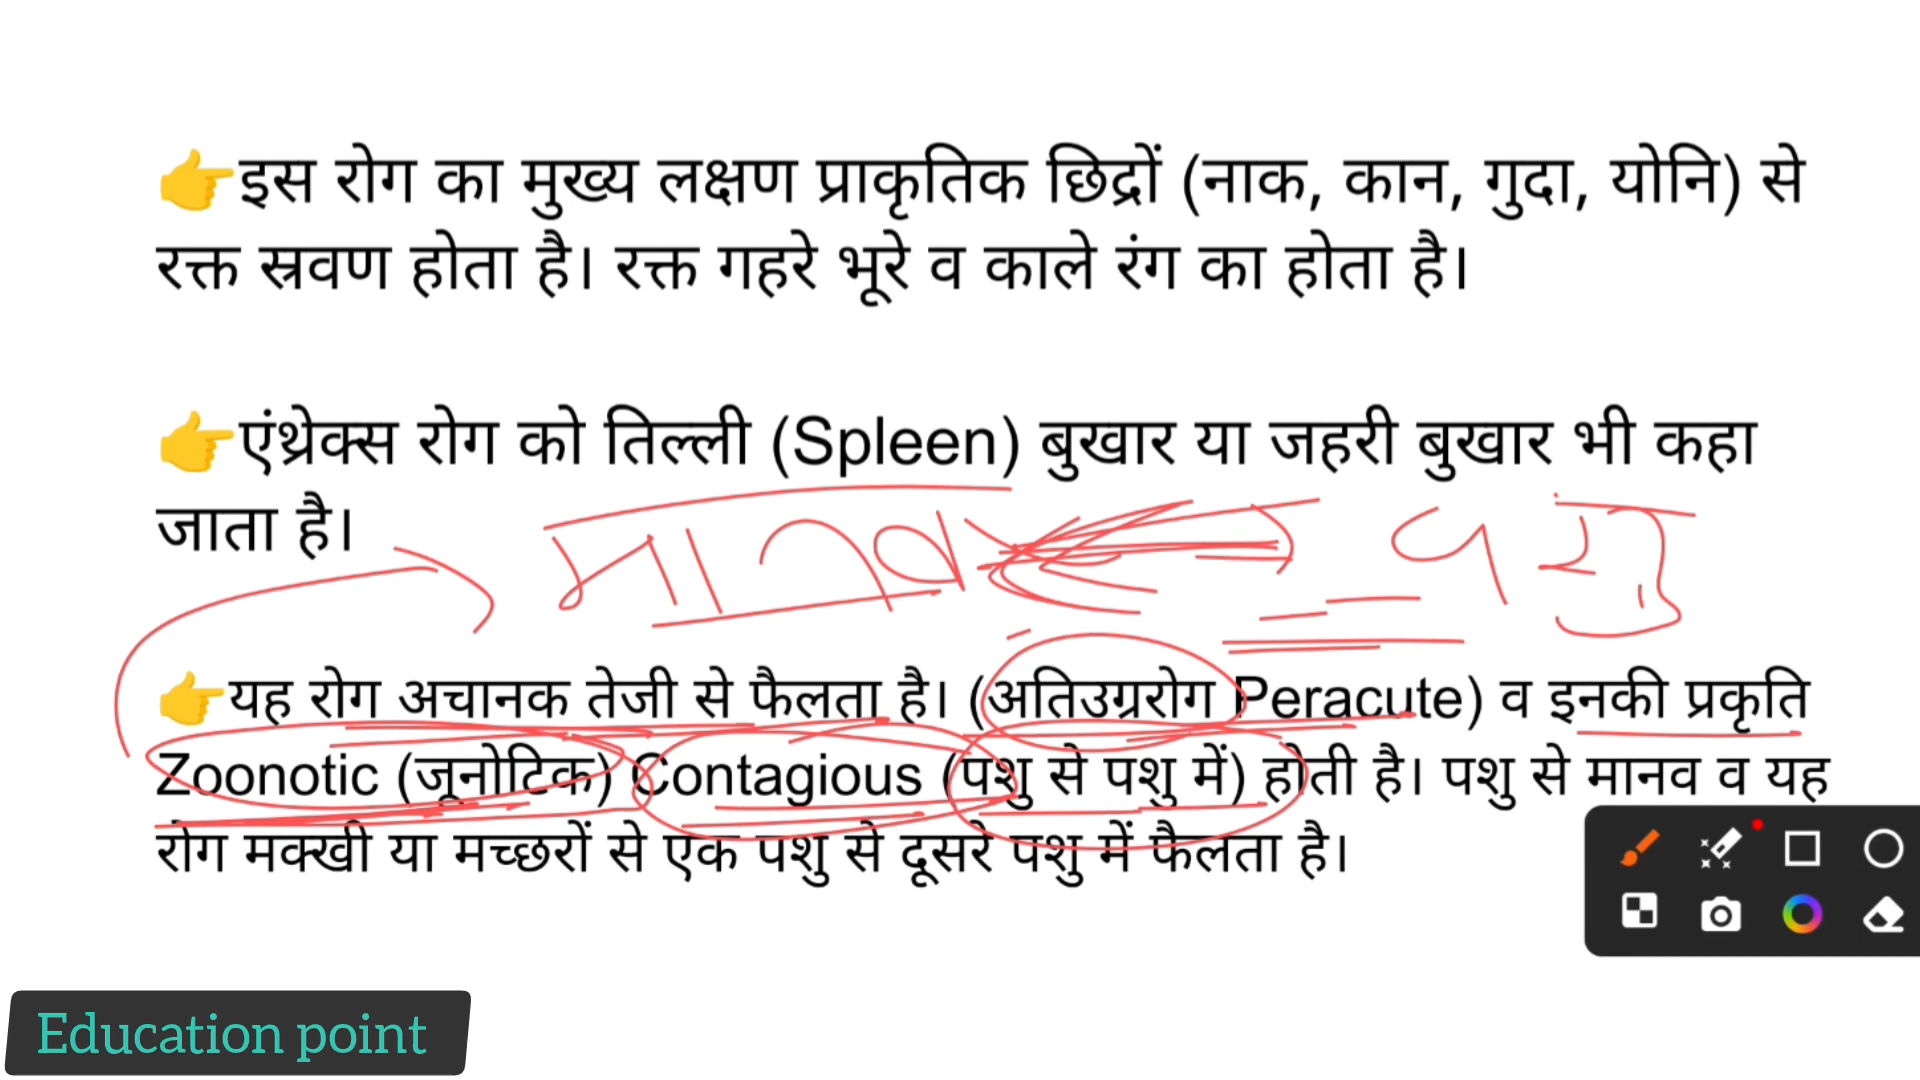 👉इस रोग का मुख्य लक्षण प्राकृतिक छिद्रों (नाक, कान, गुदा, योनि) से
रक्त स्रवण होता है। रक्त गहरे भूरे व काले रंग का होता है।
👉एंथ्रेक्स रोग को तिल्ली (Spleen) बुखार या जहरी बुखार भी कहा
जाता है।
मानव पशु
👉यह रोग अचानक तेजी से फैलता है। (अतिउग्ररोग Peracute) व इनकी प्रकृति
Zoonotic (जूनोटिक) Contagious (पशु से पशु में) होती है। पशु से मानव व यह
रोग मक्खी या मच्छरों से एक पशु से दूसरे पशु में फैलता है।
Education point